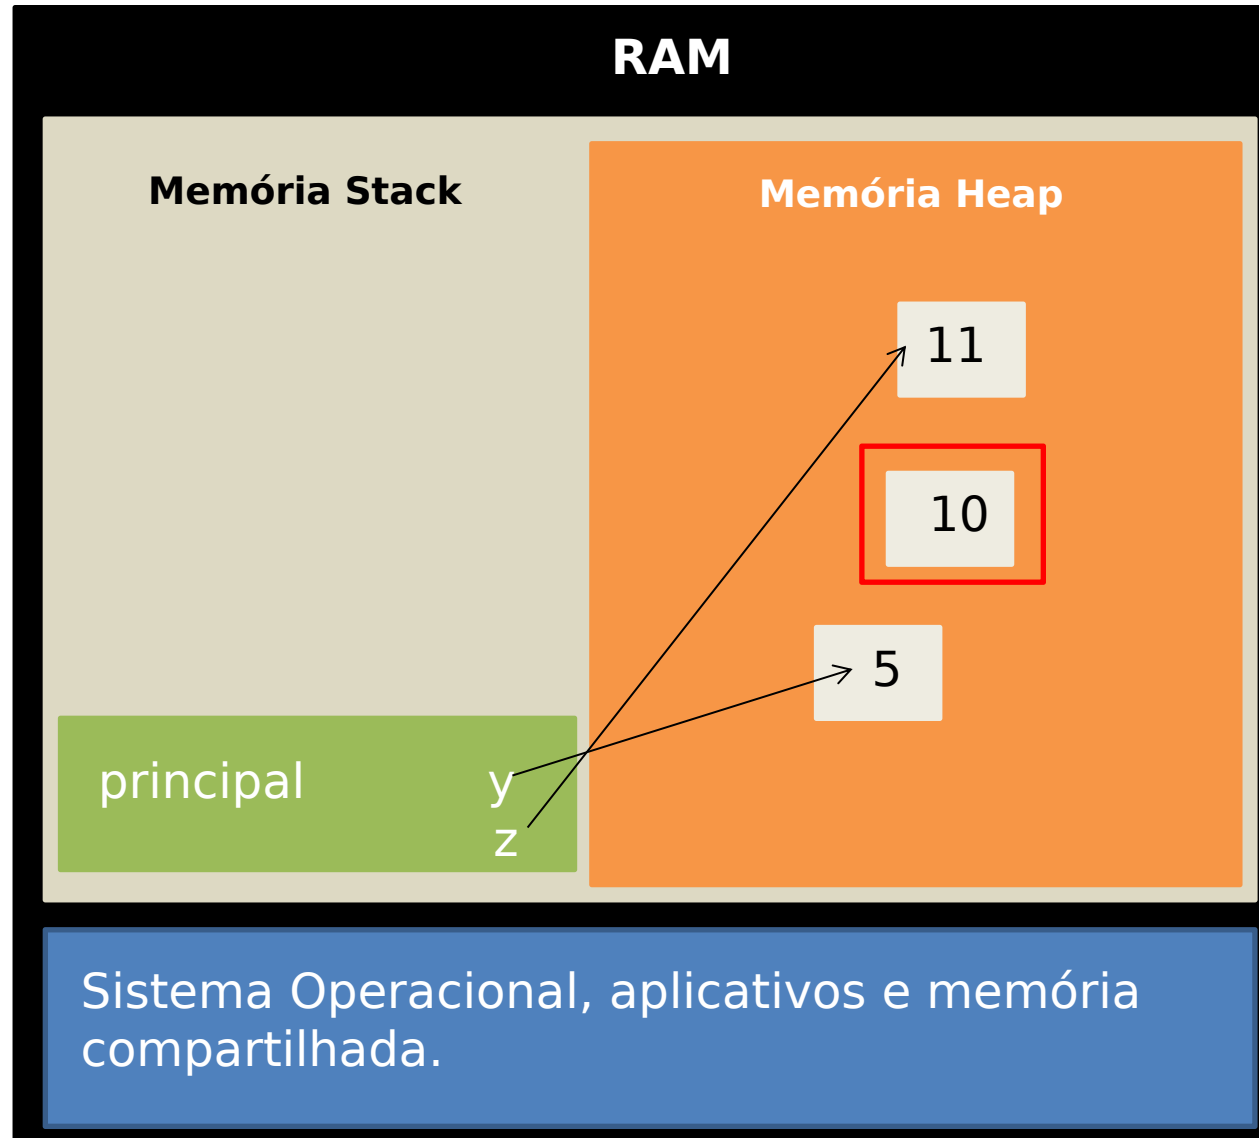 RAM
Memória Stack
Memória Heap
11
10
5
principal y
z
Sistema Operacional, aplicativos e memória
compartilhada.